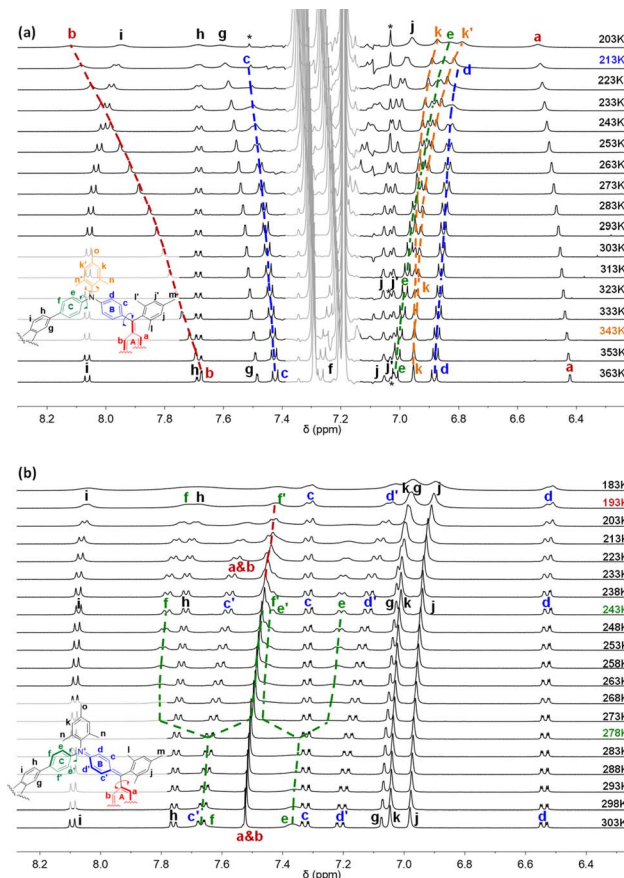 (a)
b
i
h
g
*
c
*
j
k
e
k'
d
a
203K
213K
223K
233K
243K
253K
263K
273K
283K
293K
303K
313K
323K
333K
343K
353K
363K
o
k'
k
n'
n
e
f
C
N
d
c
B
i
h
g
l'
j'
m
l
j
b
A
a
j
j'
e
k
i
h
b
g
c
f
j
*
e
k
d
a
8.2
8.0
7.8
7.6
7.4
7.2
7.0
6.8
6.6
6.4
δ (ppm)
(b)
i
f
h
f'
c
d'
k
g
j
d
183K
193K
203K
213K
223K
233K
238K
243K
248K
253K
258K
263K
268K
273K
278K
283K
288K
293K
298K
303K
a&b
i
f
h
c'
f'
e'
c
e
d'
g
k
j
d
o
k
n
n
e
f
C
e'
f'
N⁺
d
c
B
d'
c'
i
h
g
l
m
j
b
A
a
i
h
c'
f
a&b
e
c
d'
g
k
j
d
8.2
8.0
7.8
7.6
7.4
7.2
7.0
6.8
6.6
6.4
δ (ppm)